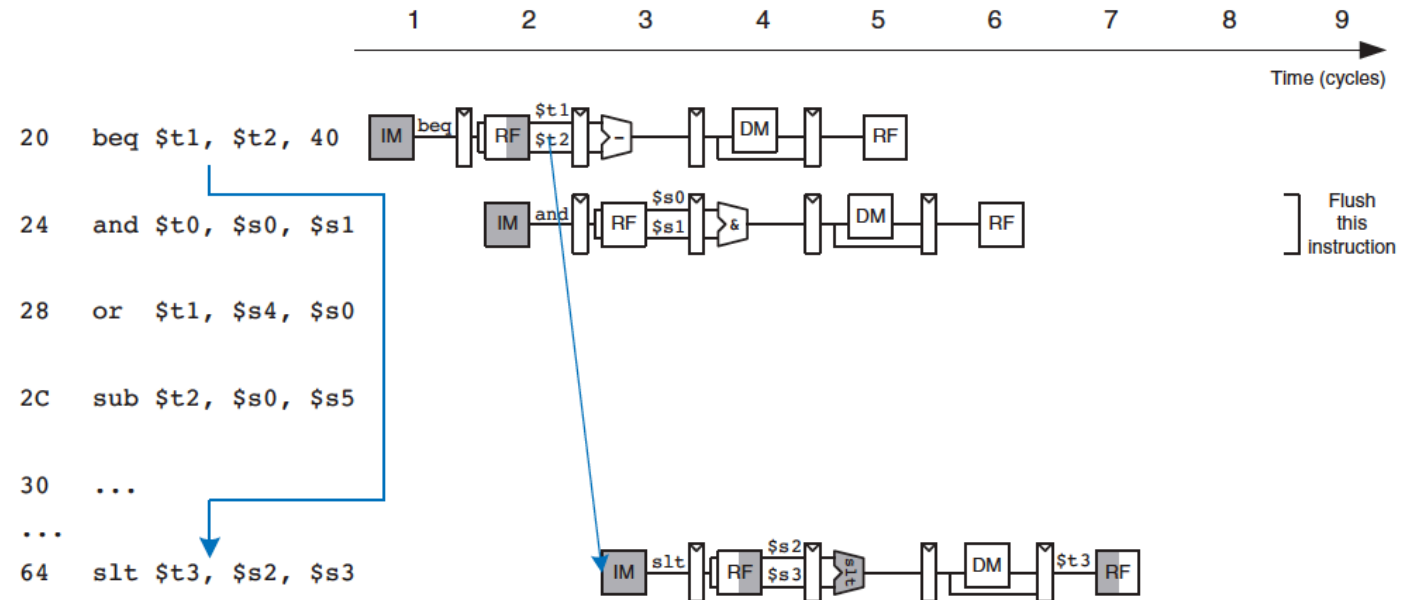 1 2 3 4 5 6 7 8 9
Time (cycles)
20 beq $t1, $t2, 40 IM beq RF $t1 $t2 - DM RF
24 and $t0, $s0, $s1 IM and RF $s0 $s1 & DM RF
Flush
this
instruction
28 or $t1, $s4, $s0
2C sub $t2, $s0, $s5
30 ...
...
64 slt $t3, $s2, $s3 IM slt RF $s2 $s3 slt DM $t3 RF